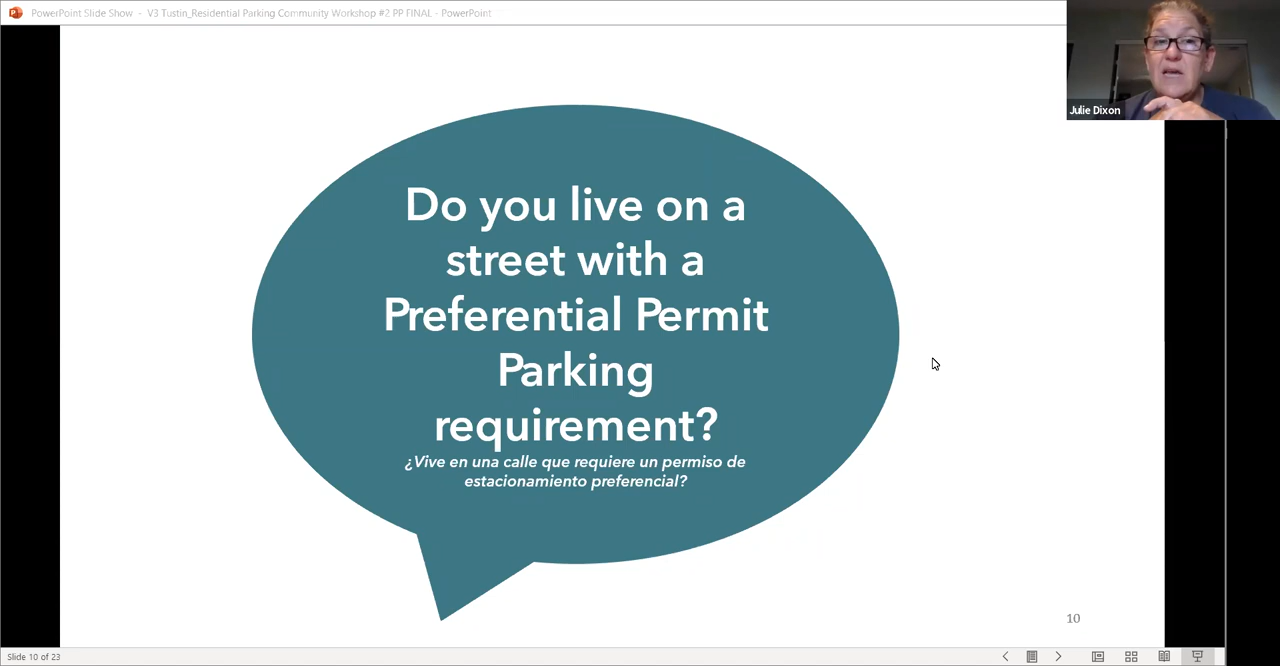 PowerPoint Slide Show - V3 Tustin_Residential Parking Community Workshop #2 PP FINAL - PowerPoint
Julie Dixon
Do you live on a
street with a
Preferential Permit
Parking
requirement?
¿Vive en una calle que requiere un permiso de
estacionamiento preferencial?
10
Slide 10 of 23